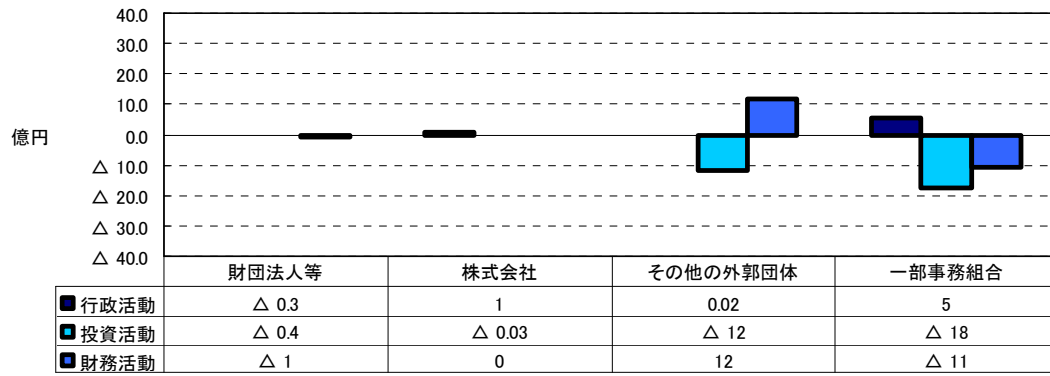 40.0
30.0
20.0
10.0
億円
0.0
△ 10.0
△ 20.0
△ 30.0
△ 40.0
財団法人等 株式会社 その他の外郭団体 一部事務組合
行政活動 △ 0.3 1 0.02 5
投資活動 △ 0.4 △ 0.03 △ 12 △ 18
財務活動 △ 1 0 12 △ 11